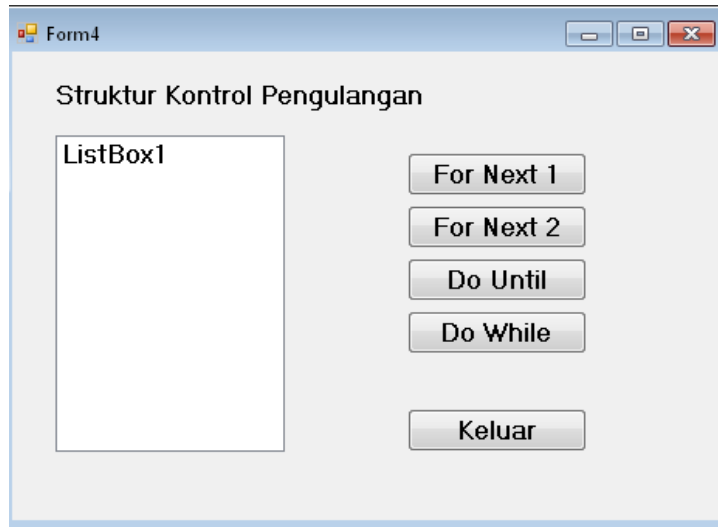 Form4
Struktur Kontrol Pengulangan
ListBox1
For Next 1
For Next 2
Do Until
Do While
Keluar